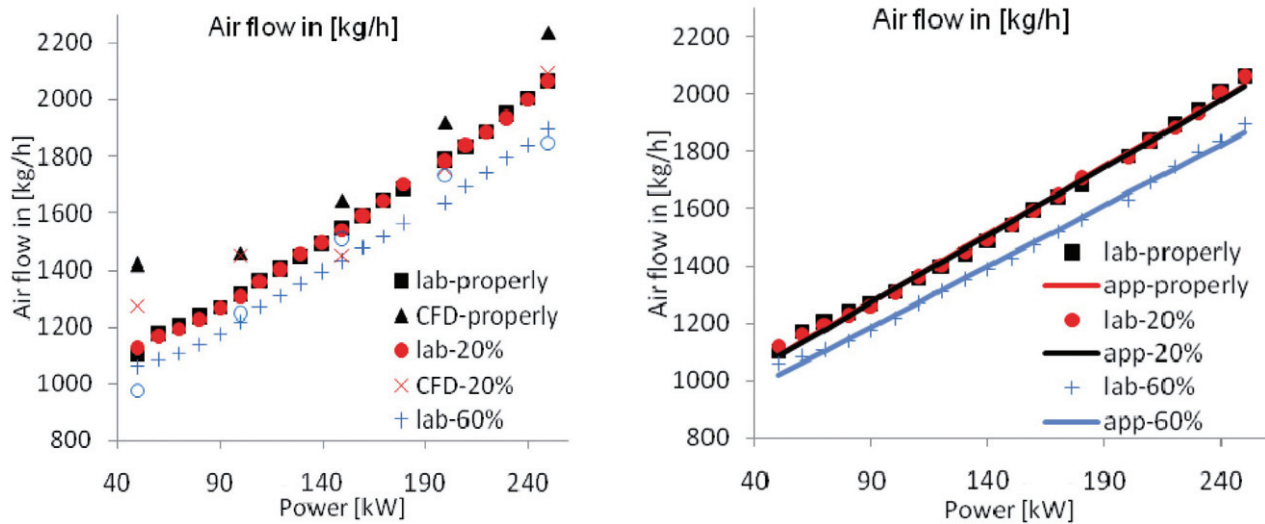 Air flow in [kg/h]
Air flow in [kg/h]
2200
2000
1800
1600
1400
1200
1000
800
40
90
140
190
240
Power [kW]
lab-properly
CFD-properly
lab-20%
CFD-20%
lab-60%
Air flow in [kg/h]
Air flow in [kg/h]
2200
2000
1800
1600
1400
1200
1000
800
40
90
140
190
240
Power [kW]
lab-properly
app-properly
lab-20%
app-20%
lab-60%
app-60%